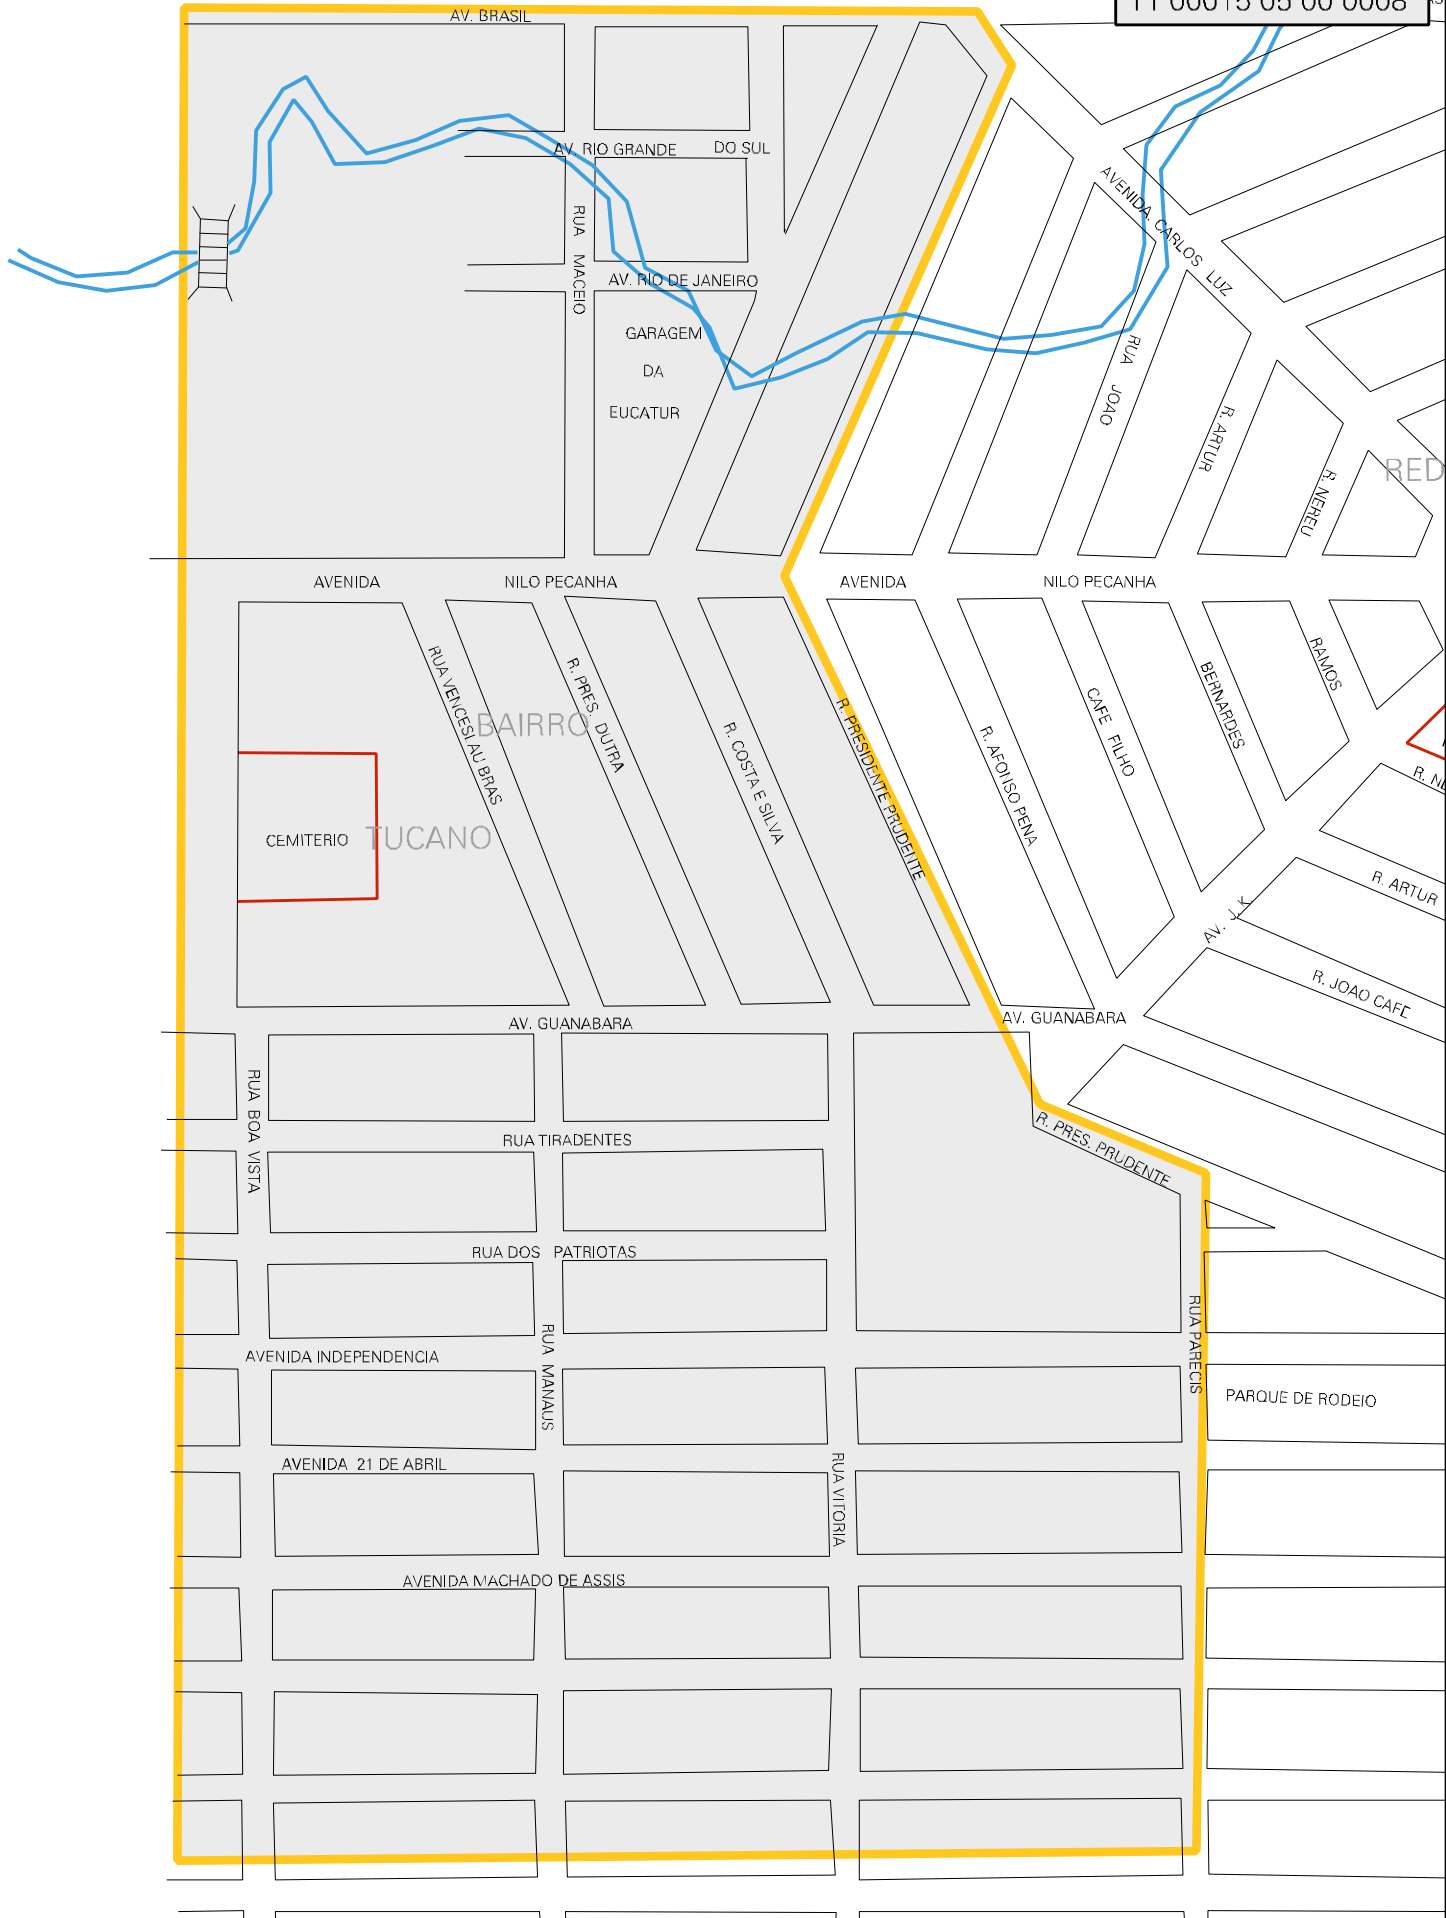 AV. BRASIL
AV. RIO GRANDE DO SUL
RUA MACEIO
AV. RIO DE JANEIRO
GARAGEM
DA
EUCATUR
AVENIDA CARLOS LUZ
RUA JOAO
R. ARTUR
R. NEREU
AVENIDA NILO PECANHA
AVENIDA NILO PECANHA
RUA VENCESLAU BRAS
BAIRRO
TUCANO
R. PRES. DUTRA
R. COSTA E SILVA
R. PRESIDENTE PRUDENTE
R. AFONSO PENA
CAFE FILHO
BERNARDES
RAMOS
CEMITERIO
R. ARTUR
AV. J.K.
R. JOAO CAFE
AV. GUANABARA
AV. GUANABARA
RUA BOA VISTA
RUA TIRADENTES
R. PRES. PRUDENTE
RUA DOS PATRIOTAS
RUA MANAUS
RUA PARECIS
AVENIDA INDEPENDENCIA
PARQUE DE RODEIO
AVENIDA 21 DE ABRIL
RUA VITORIA
AVENIDA MACHADO DE ASSIS